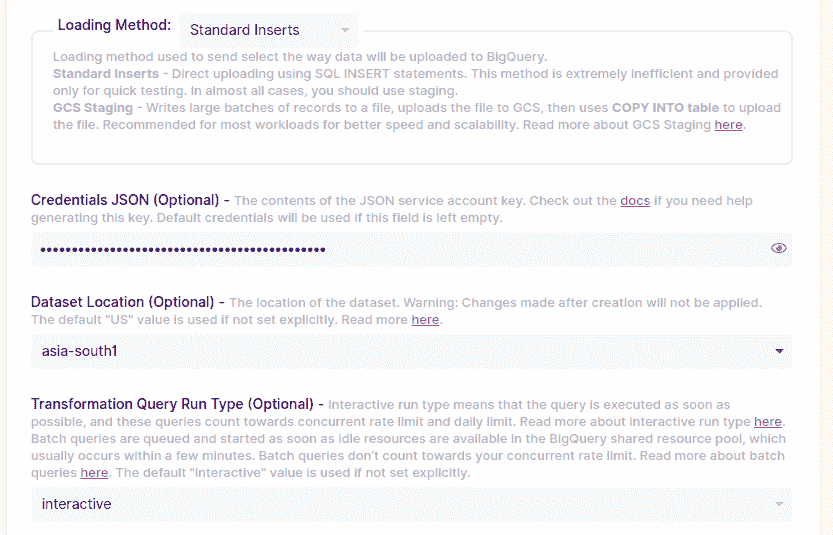 Loading Method: Standard Inserts
Loading method used to send select the way data will be uploaded to BigQuery.
Standard Inserts - Direct uploading using SQL INSERT statements. This method is extremely inefficient and provided
only for quick testing. In almost all cases, you should use staging.
GCS Staging - Writes large batches of records to a file, uploads the file to GCS, then uses COPY INTO table to upload
the file. Recommended for most workloads for better speed and scalability. Read more about GCS Staging here.
Credentials JSON (Optional) - The contents of the JSON service account key. Check out the docs if you need help
generating this key. Default credentials will be used if this field is left empty.
Dataset Location (Optional) - The location of the dataset. Warning: Changes made after creation will not be applied.
The default "US" value is used if not set explicitly. Read more here.
asia-south1
Transformation Query Run Type (Optional) - Interactive run type means that the query is executed as soon as
possible, and these queries count towards concurrent rate limit and daily limit. Read more about interactive run type here.
Batch queries are queued and started as soon as idle resources are available in the BigQuery shared resource pool, which
usually occurs within a few minutes. Batch queries don't count towards your concurrent rate limit. Read more about batch
queries here. The default "interactive" value is used if not set explicitly.
interactive